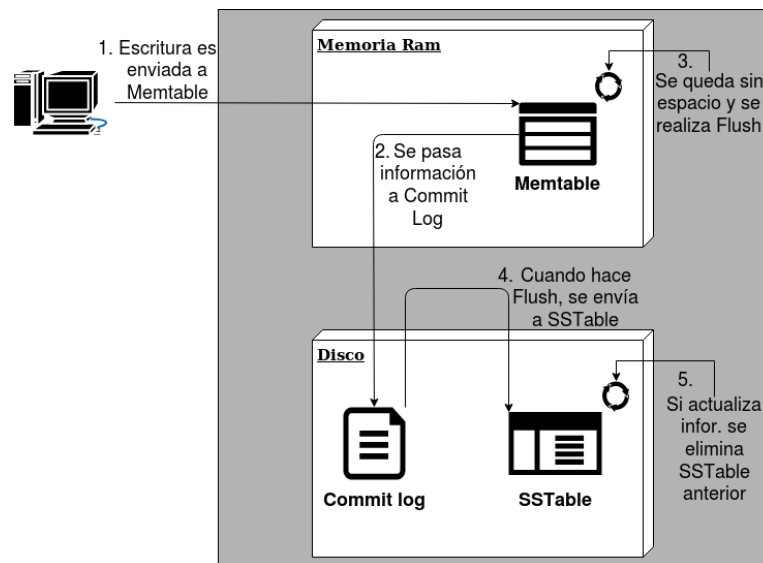 Memoria Ram
1. Escritura es
enviada a
Memtable
3.
Se queda sin
espacio y se
realiza Flush
2. Se pasa
información
a Commit
Log
Memtable
4. Cuando hace
Flush, se envía
a SSTable
Disco
5.
Si actualiza
infor. se
elimina
SSTable
anterior
Commit log
SSTable